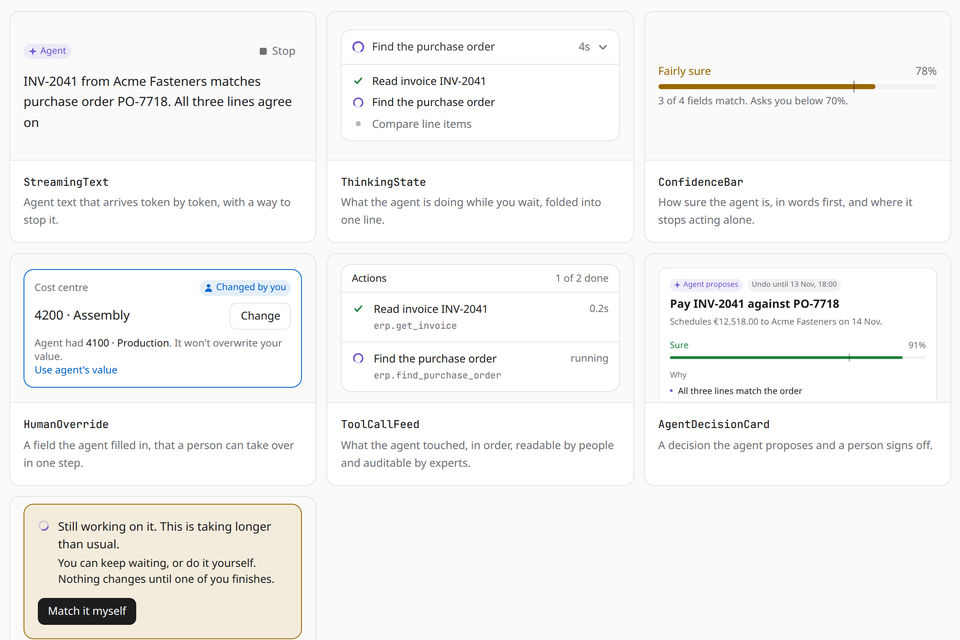 Agent
Stop
INV-2041 from Acme Fasteners matches
purchase order PO-7718. All three lines agree
on
StreamingText
Agent text that arrives token by token, with a way to
stop it.
Find the purchase order
4s
Read invoice INV-2041
Find the purchase order
Compare line items
ThinkingState
What the agent is doing while you wait, folded into
one line.
Fairly sure
78%
3 of 4 fields match. Asks you below 70%.
ConfidenceBar
How sure the agent is, in words first, and where it
stops acting alone.
Cost centre
Changed by you
4200 · Assembly
Change
Agent had 4100 · Production. It won't overwrite your
value.
Use agent's value
HumanOverride
A field the agent filled in, that a person can take over
in one step.
Actions
1 of 2 done
Read invoice INV-2041
0.2s
erp.get_invoice
Find the purchase order
running
erp.find_purchase_order
ToolCallFeed
What the agent touched, in order, readable by people
and auditable by experts.
Agent proposes
Undo until 13 Nov, 18:00
Pay INV-2041 against PO-7718
Schedules €12,518.00 to Acme Fasteners on 14 Nov.
Sure
91%
Why
• All three lines match the order
AgentDecisionCard
A decision the agent proposes and a person signs off.
Still working on it. This is taking longer
than usual.
You can keep waiting, or do it yourself.
Nothing changes until one of you finishes.
Match it myself